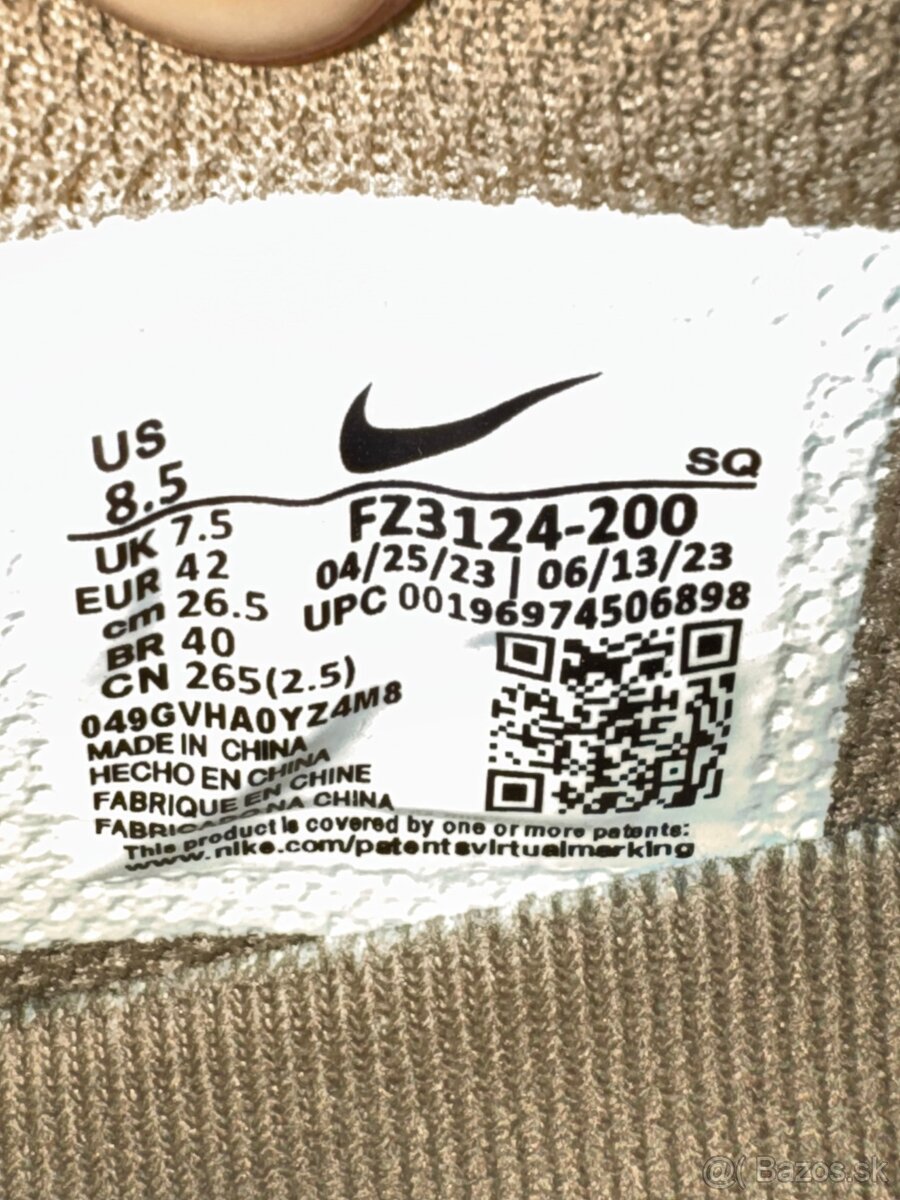 US
8.5
SQ
UK 7.5
EUR 42
cm 26.5
BR 40
CN 265(2.5)
FZ3124-200
04/25/23 | 06/13/23
UPC 00196974506898
049GVHA0YZ4M8
MADE IN CHINA
HECHO EN CHINA
FABRIQUE EN CHINE
FABRICADO NA CHINA
This product is covered by one or more patents:
www.nike.com/patentsvirtualmarking
@( Bazos.sk